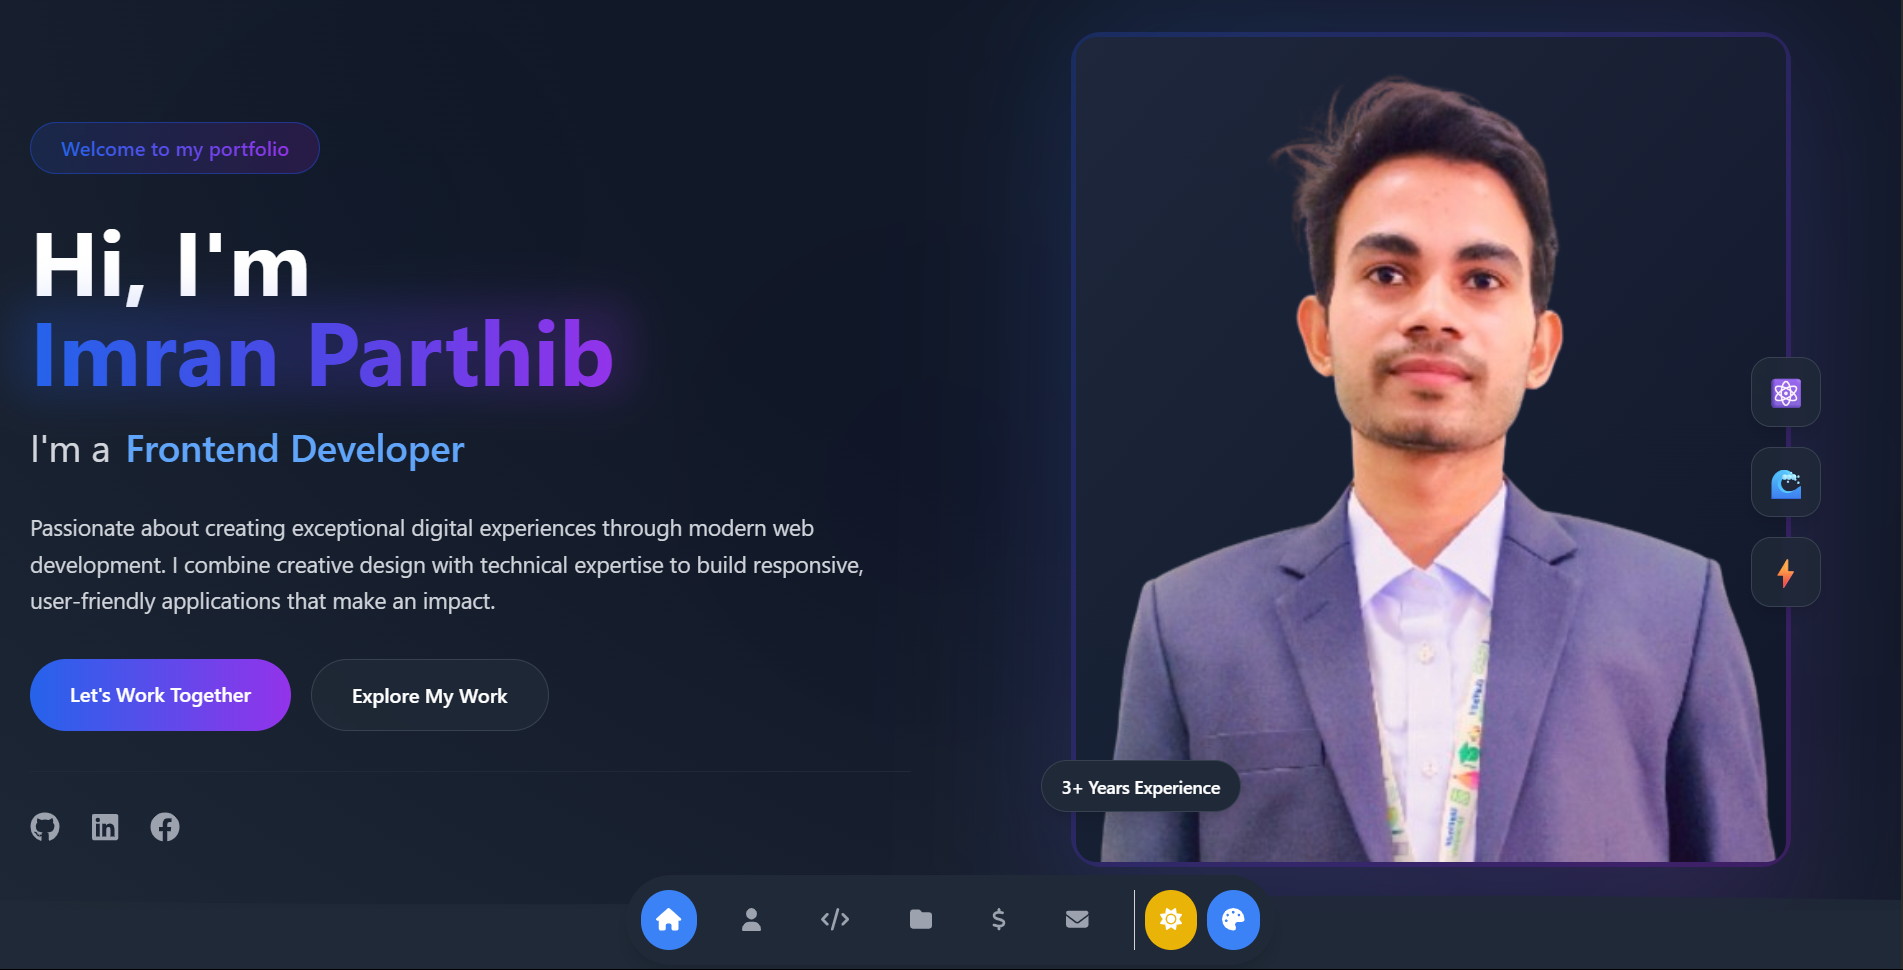 Welcome to my portfolio
Hi, I'm
Imran Parthib
I'm a Frontend Developer
Passionate about creating exceptional digital experiences through modern web
development. I combine creative design with technical expertise to build responsive,
user-friendly applications that make an impact.
Let's Work Together
Explore My Work
3+ Years Experience